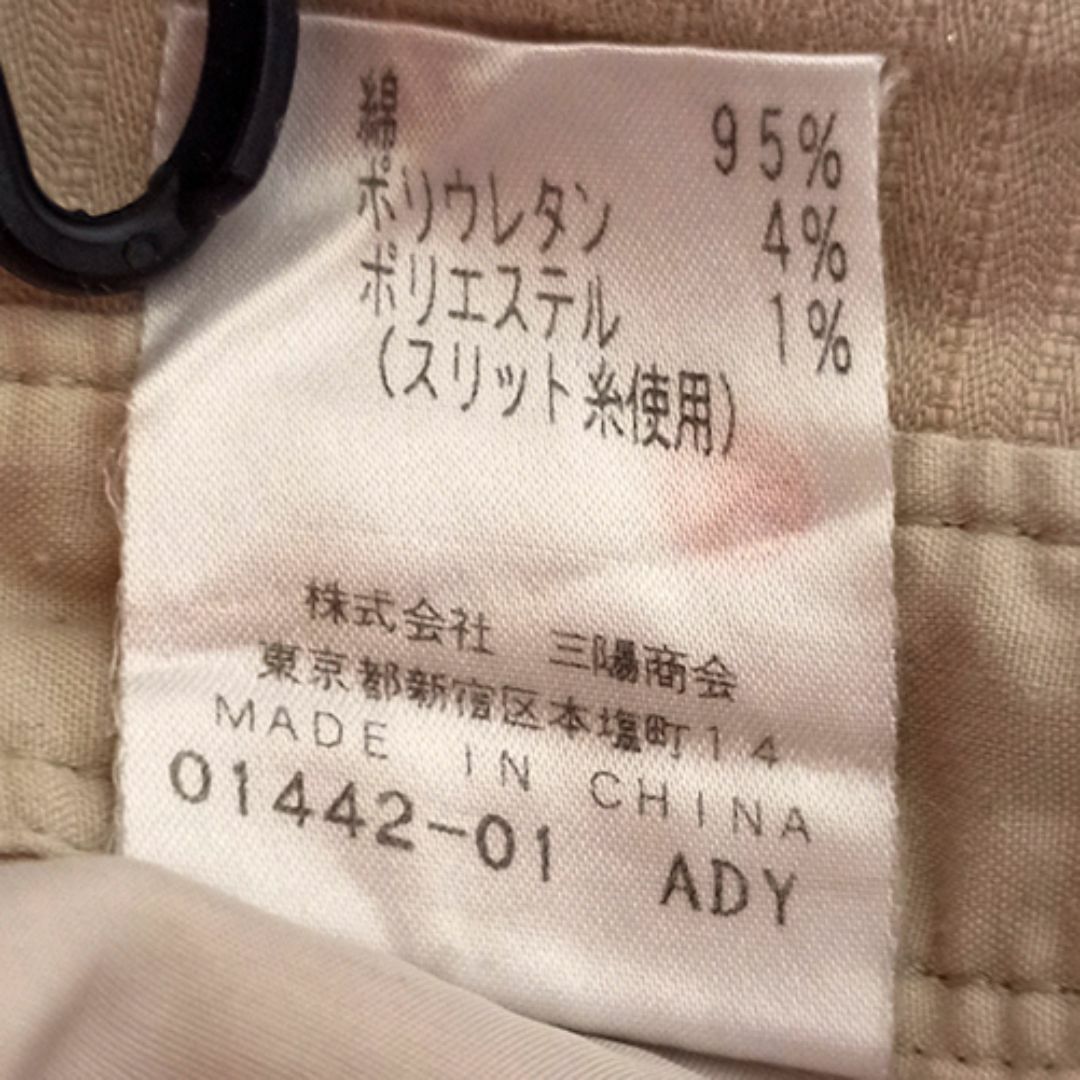 綿 95%
ポリウレタン 4%
ポリエステル 1%
(スリット糸使用)
株式会社 三陽商会
東京都新宿区本塩町14
MADE IN CHINA
01442-01 ADY